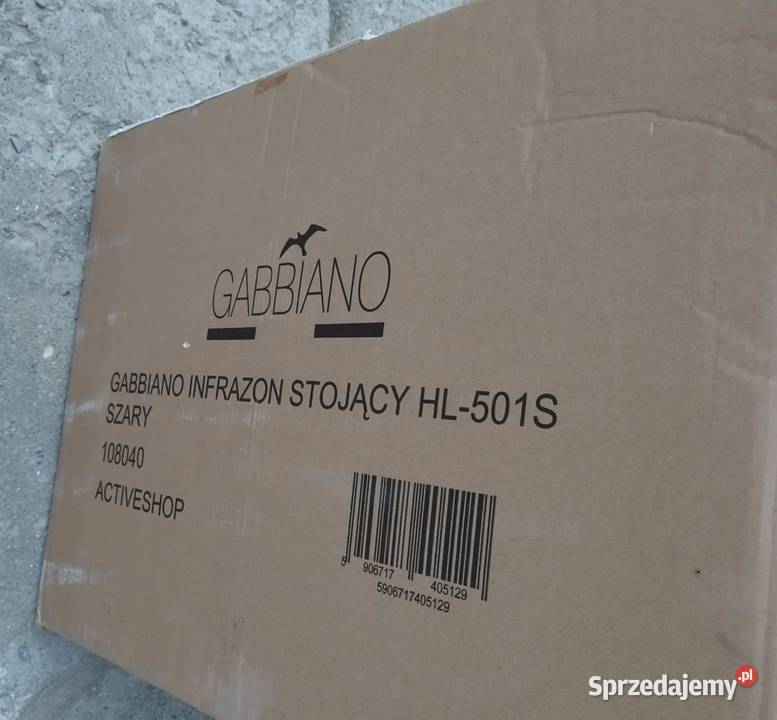 GABBIANO
GABBIANO INFRAZON STOJĄCY HL-501S
SZARY
108040
ACTIVESHOP
5 906717 405129
5906717405129
Sprzedajemy.pl